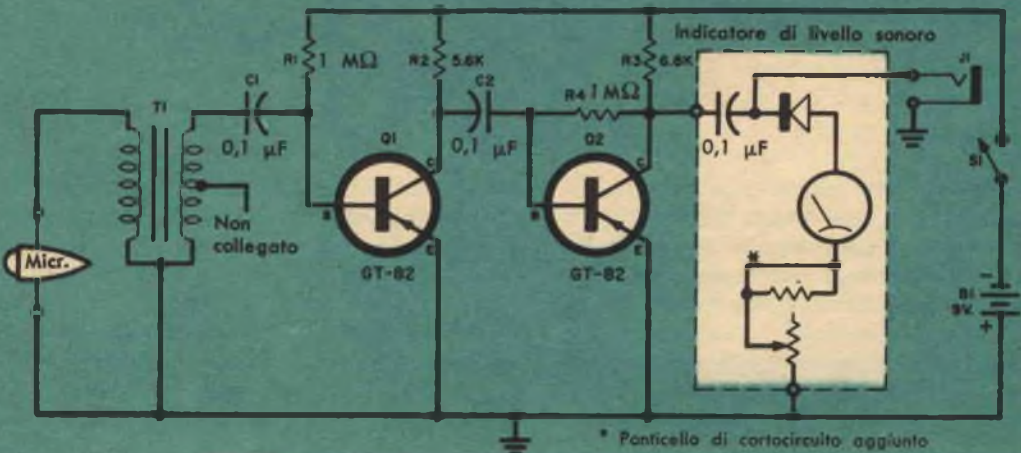 Indicatore di livello sonoro
R1 1 MΩ
R2 5.6K
R3 6.8K
J1
T1
C1
0,1 µF
C2
0,1 µF
R4 1 MΩ
0,1 µF
Q1
C
B
E
GT-82
Q2
C
B
E
GT-82
S1
Non
collegato
Micr.
*
B1
9V.
-
+
* Ponticello di cortocircuito aggiunto